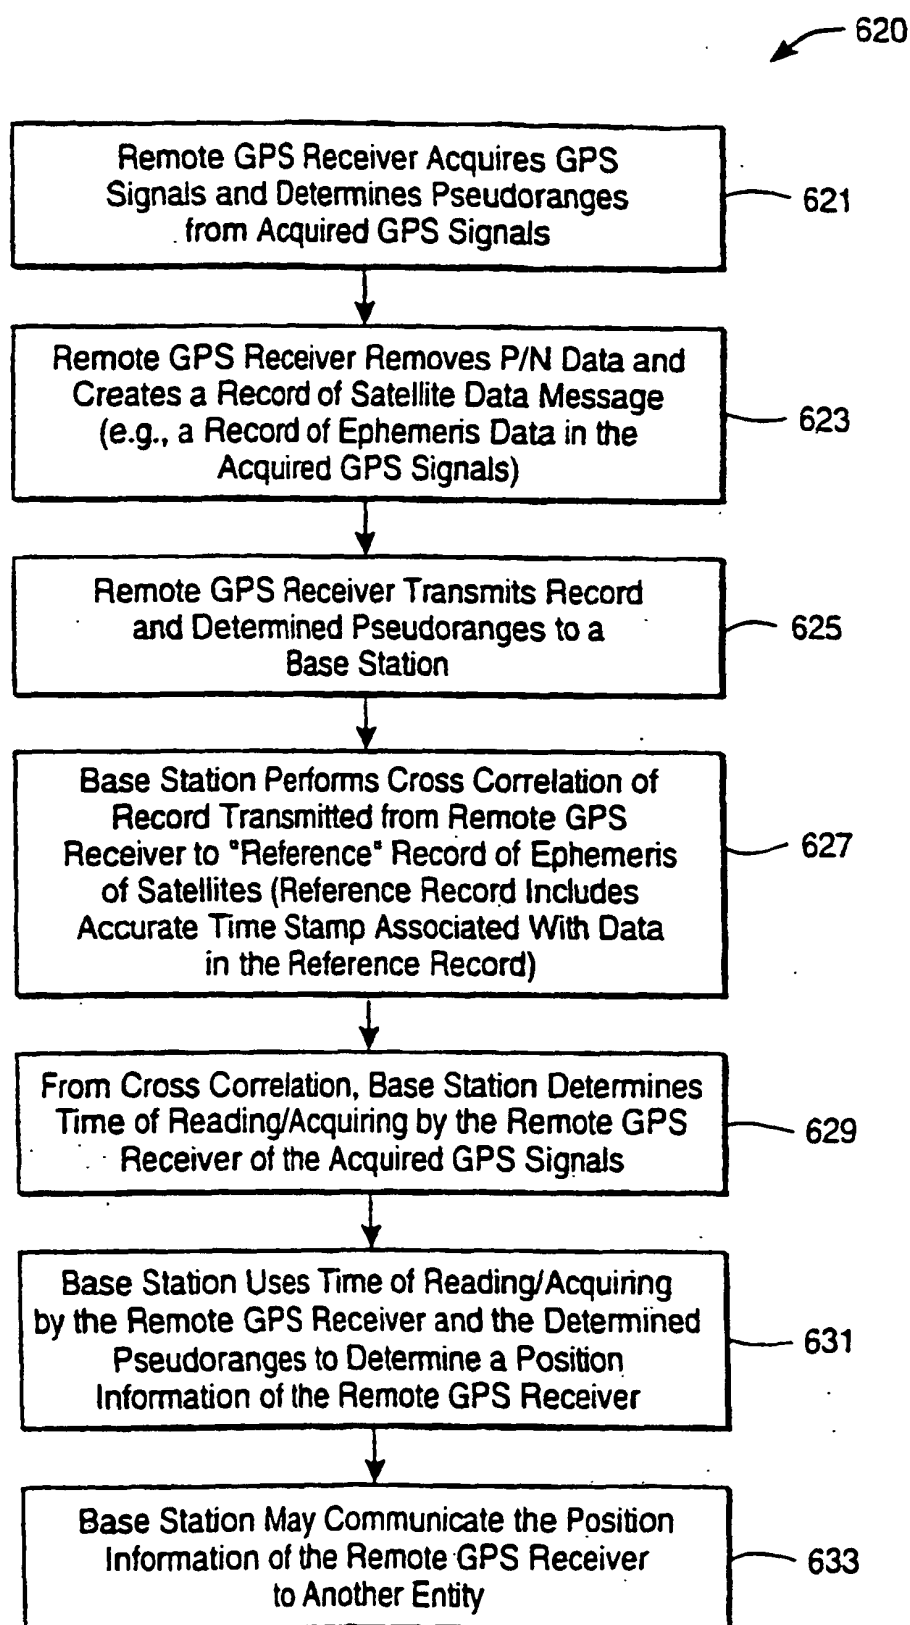 620
Remote GPS Receiver Acquires GPS
Signals and Determines Pseudoranges
from Acquired GPS Signals
621
Remote GPS Receiver Removes P/N Data and
Creates a Record of Satellite Data Message
(e.g., a Record of Ephemeris Data in the
Acquired GPS Signals)
623
Remote GPS Receiver Transmits Record
and Determined Pseudoranges to a
Base Station
625
Base Station Performs Cross Correlation of
Record Transmitted from Remote GPS
Receiver to "Reference" Record of Ephemeris
of Satellites (Reference Record Includes
Accurate Time Stamp Associated With Data
in the Reference Record)
627
From Cross Correlation, Base Station Determines
Time of Reading/Acquiring by the Remote GPS
Receiver of the Acquired GPS Signals
629
Base Station Uses Time of Reading/Acquiring
by the Remote GPS Receiver and the Determined
Pseudoranges to Determine a Position
Information of the Remote GPS Receiver
631
Base Station May Communicate the Position
Information of the Remote GPS Receiver
to Another Entity
633